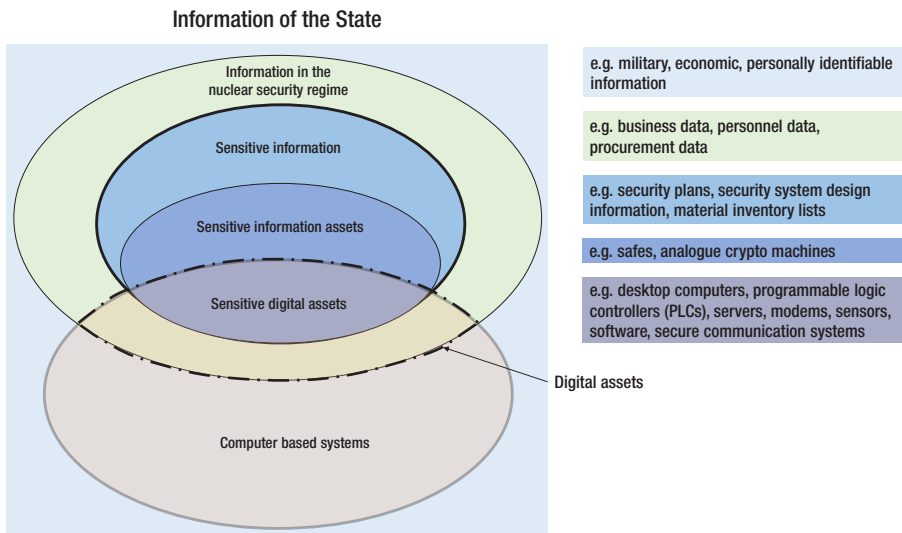 Information of the State
Information in the
nuclear security regime
Sensitive information
Sensitive information assets
Sensitive digital assets
Computer based systems
Digital assets
e.g. military, economic, personally identifiable
information
e.g. business data, personnel data,
procurement data
e.g. security plans, security system design
information, material inventory lists
e.g. safes, analogue crypto machines
e.g. desktop computers, programmable logic
controllers (PLCs), servers, modems, sensors,
software, secure communication systems